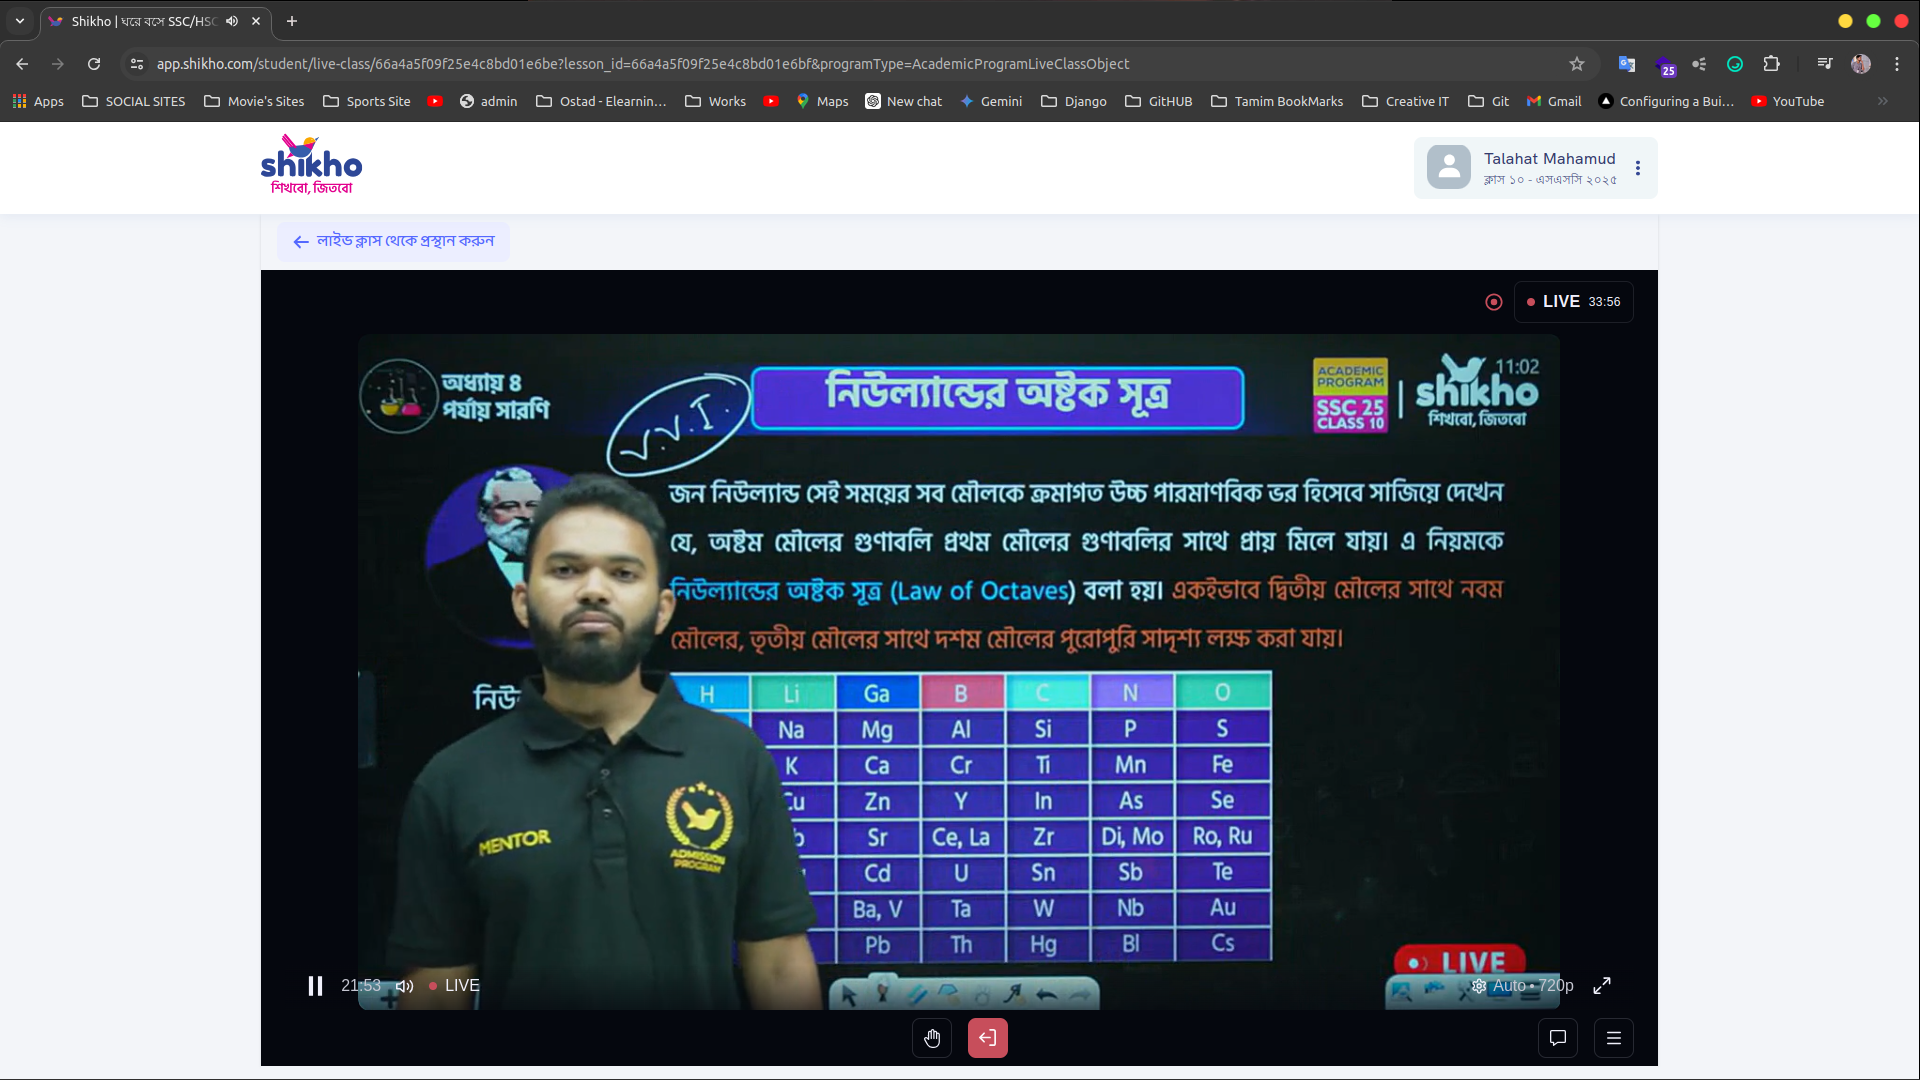 Shikho | ঘরে বসে SSC/HSC
app.shikho.com/student/live-class/66a4a5f09f25e4c8bd01e6be?lesson_id=66a4a5f09f25e4c8bd01e6bf&programType=AcademicProgramLiveClassObject
25
Apps SOCIAL SITES Movie's Sites Sports Site admin Ostad - Elearnin... Works Maps New chat Gemini Django GitHUB Tamim BookMarks Creative IT Git Gmail Configuring a Bui... YouTube
shikho
শিখবো, জিতবো
Talahat Mahamud
ক্লাস ১০ - এসএসসি ২০২৫
লাইভ ক্লাস থেকে প্রস্থান করুন
LIVE 33:56
অধ্যায় ৪
পর্যায় সারণি
V.V.I.
নিউল্যান্ডের অষ্টক সূত্র
ACADEMIC
PROGRAM
SSC 25
CLASS 10
11:02
shikho
শিখবো, জিতবো
জন নিউল্যান্ড সেই সময়ের সব মৌলকে ক্রমাগত উচ্চ পারমাণবিক ভর হিসেবে সাজিয়ে দেখেন
যে, অষ্টম মৌলের গুণাবলি প্রথম মৌলের গুণাবলির সাথে প্রায় মিলে যায়। এ নিয়মকে
নিউল্যান্ডের অষ্টক সূত্র (Law of Octaves) বলা হয়। একইভাবে দ্বিতীয় মৌলের সাথে নবম
মৌলের, তৃতীয় মৌলের সাথে দশম মৌলের পুরোপুরি সাদৃশ্য লক্ষ করা যায়।
H Li Ga B C N O
Na Mg Al Si P S
K Ca Cr Ti Mn Fe
Zn Y In As Se
Sr Ce, La Zr Di, Mo Ro, Ru
Cd U Sn Sb Te
Ba, V Ta W Nb Au
Pb Th Hg Bl Cs
MENTOR
ADMISSION
PROGRAM
LIVE
21:53 LIVE
Auto • 720p